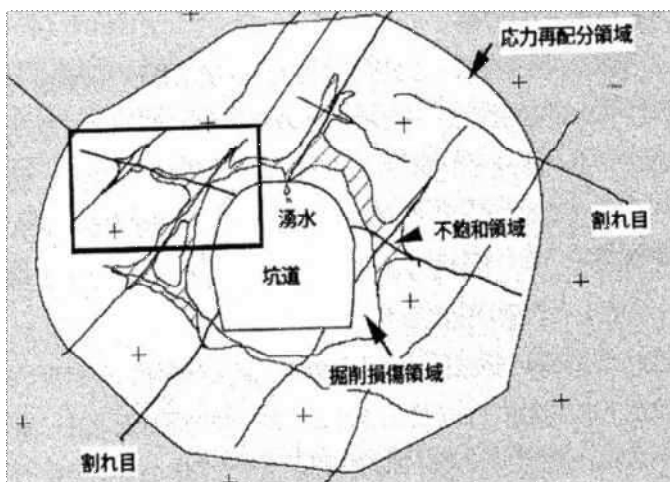 応力再配分領域
湧水
不飽和領域
割れ目
坑道
掘削損傷領域
割れ目